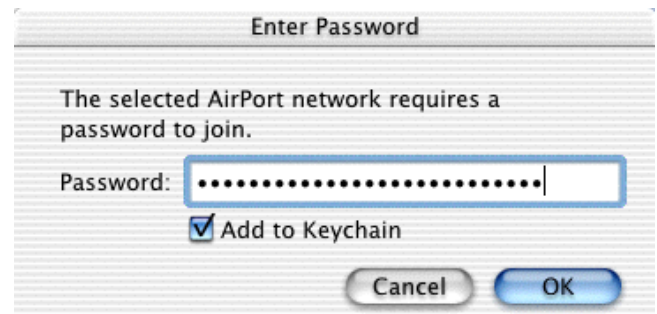 Enter Password
The selected AirPort network requires a
password to join.
Password: •••••••••••••••••••••••••••
Add to Keychain
Cancel OK